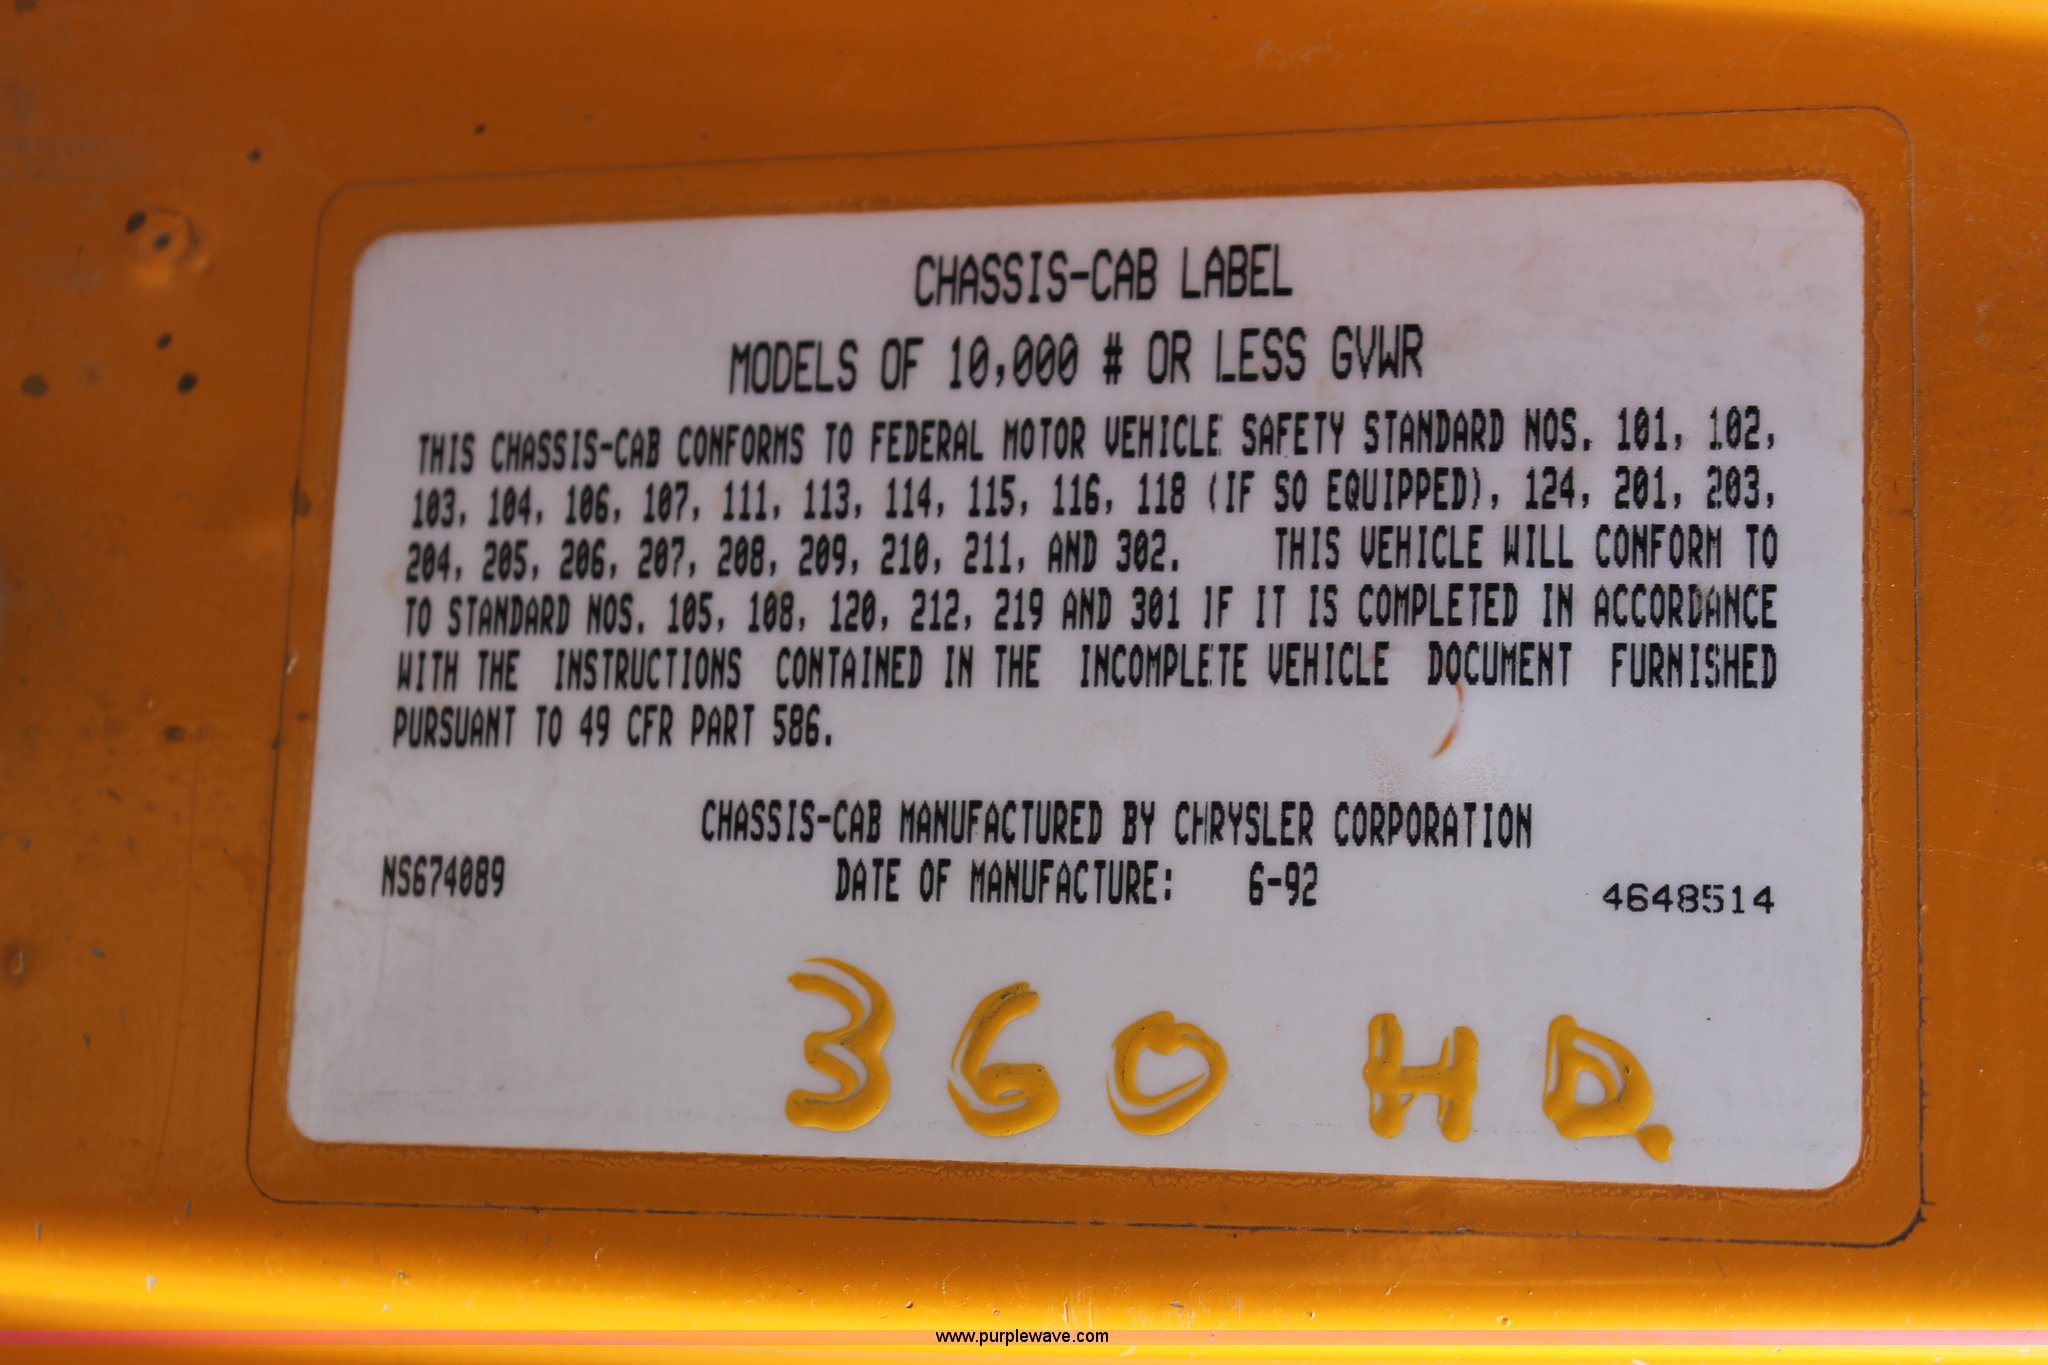 CHASSIS-CAB LABEL
MODELS OF 10,000 # OR LESS GVWR
THIS CHASSIS-CAB CONFORMS TO FEDERAL MOTOR VEHICLE SAFETY STANDARD NOS. 101, 102,
103, 104, 106, 107, 111, 113, 114, 115, 116, 118 (IF SO EQUIPPED), 124, 201, 203,
204, 205, 206, 207, 208, 209, 210, 211, AND 302. THIS VEHICLE WILL CONFORM TO
TO STANDARD NOS. 105, 108, 120, 212, 219 AND 301 IF IT IS COMPLETED IN ACCORDANCE
WITH THE INSTRUCTIONS CONTAINED IN THE INCOMPLETE VEHICLE DOCUMENT FURNISHED
PURSUANT TO 49 CFR PART 586.
CHASSIS-CAB MANUFACTURED BY CHRYSLER CORPORATION
NS674089 DATE OF MANUFACTURE: 6-92 4648514
360 HD.
www.purplewave.com